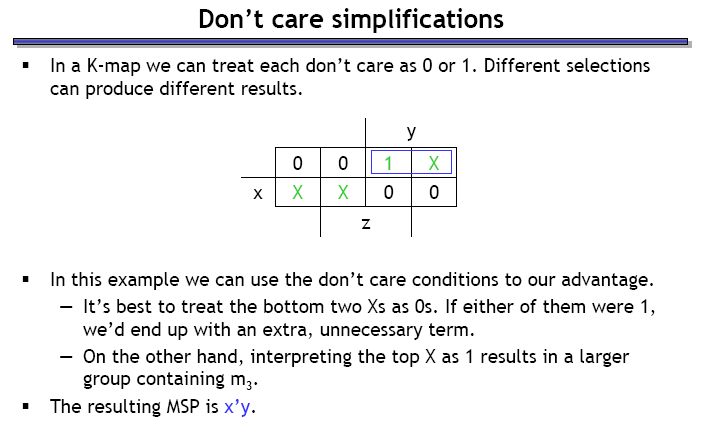 Don't care simplifications
▪ In a K-map we can treat each don't care as 0 or 1. Different selections
can produce different results.
y
0 0 1 X
x X X 0 0
z
▪ In this example we can use the don't care conditions to our advantage.
— It's best to treat the bottom two Xs as 0s. If either of them were 1,
we'd end up with an extra, unnecessary term.
— On the other hand, interpreting the top X as 1 results in a larger
group containing m₃.
▪ The resulting MSP is x'y.